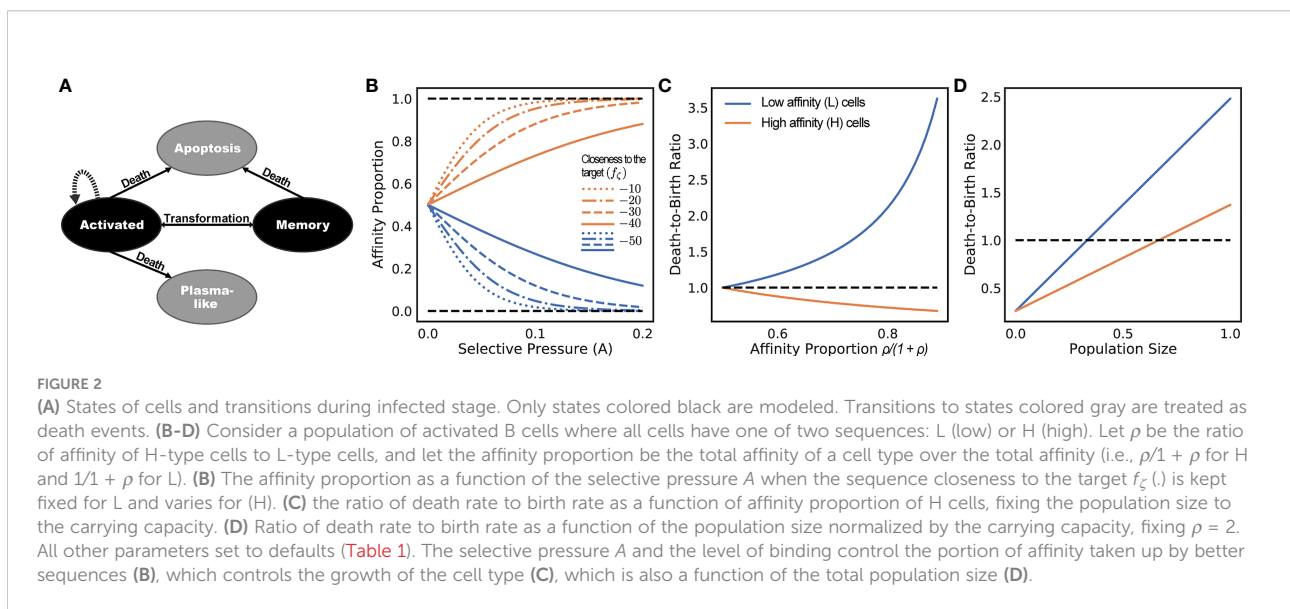 A
Apoptosis
Death
Death
Activated
Transformation
Memory
Death
Plasma-
like
B
Affinity Proportion
1.0
0.8
0.6
0.4
0.2
0.0
Closeness to the
target (fζ)
−10
−20
−30
−40
−50
0.0
0.1
0.2
Selective Pressure (A)
C
Death-to-Birth Ratio
3.5
3.0
2.5
2.0
1.5
1.0
Low affinity (L) cells
High affinity (H) cells
0.6
0.8
Affinity Proportion ρ/(1 + ρ)
D
Death-to-Birth Ratio
2.5
2.0
1.5
1.0
0.5
0.0
0.5
1.0
Population Size
FIGURE 2
(A) States of cells and transitions during infected stage. Only states colored black are modeled. Transitions to states colored gray are treated as
death events. (B-D) Consider a population of activated B cells where all cells have one of two sequences: L (low) or H (high). Let ρ be the ratio
of affinity of H-type cells to L-type cells, and let the affinity proportion be the total affinity of a cell type over the total affinity (i.e., ρ/1 + ρ for H
and 1/1 + ρ for L). (B) The affinity proportion as a function of the selective pressure A when the sequence closeness to the target fζ (.) is kept
fixed for L and varies for (H). (C) the ratio of death rate to birth rate as a function of affinity proportion of H cells, fixing the population size to
the carrying capacity. (D) Ratio of death rate to birth rate as a function of the population size normalized by the carrying capacity, fixing ρ = 2.
All other parameters set to defaults (Table 1). The selective pressure A and the level of binding control the portion of affinity taken up by better
sequences (B), which controls the growth of the cell type (C), which is also a function of the total population size (D).